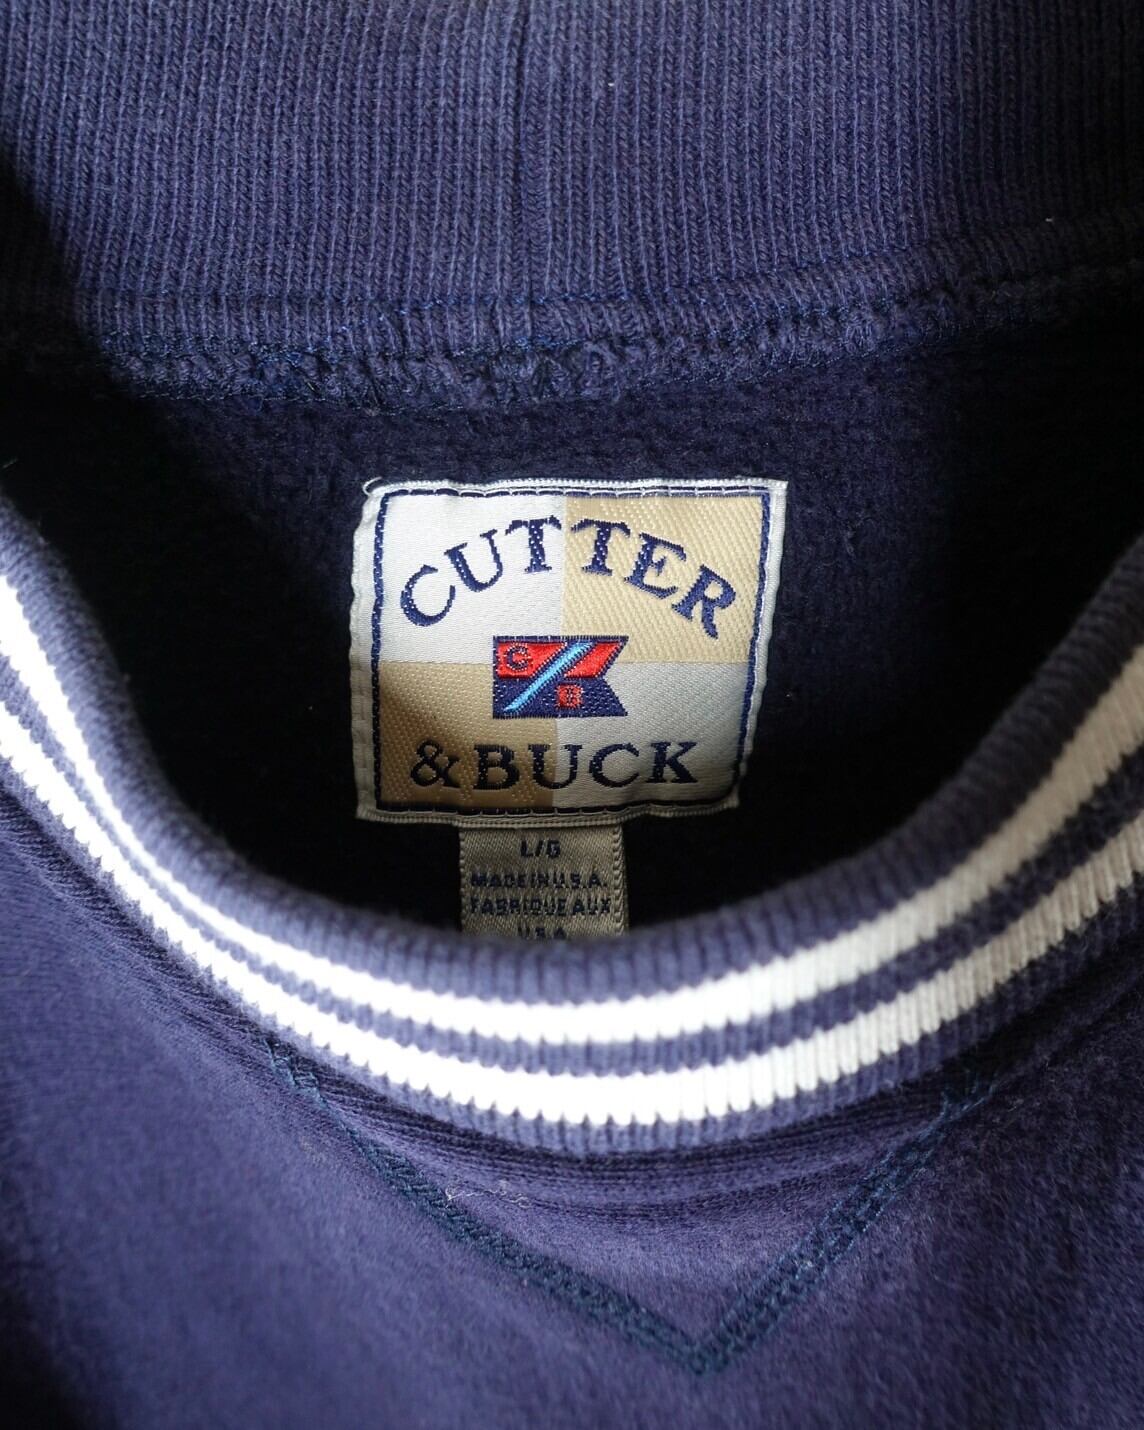 CUTTER
C
B
& BUCK
L/G
MADE IN U.S.A.
FABRIQUE AUX
U.S.A.